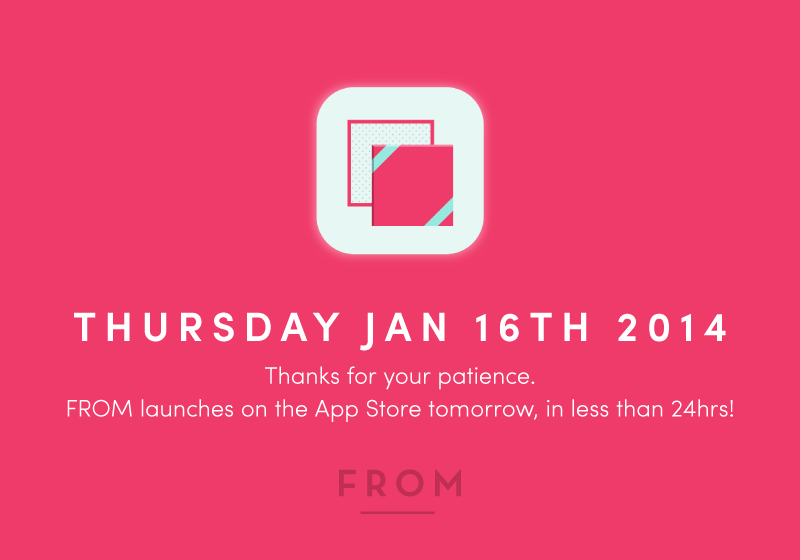 THURSDAY JAN 16TH 2014
Thanks for your patience.
FROM launches on the App Store tomorrow, in less than 24hrs!
FROM